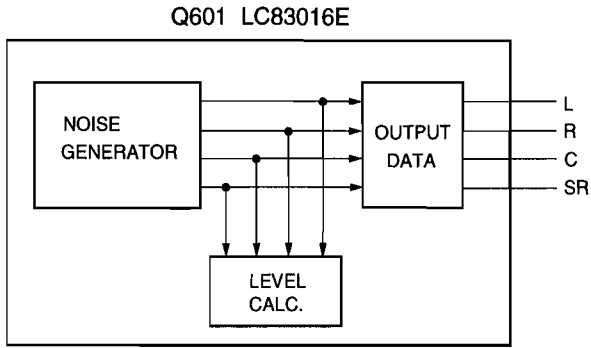 Q601 LC83016E
NOISE
GENERATOR
OUTPUT
DATA
L
R
C
SR
LEVEL
CALC.